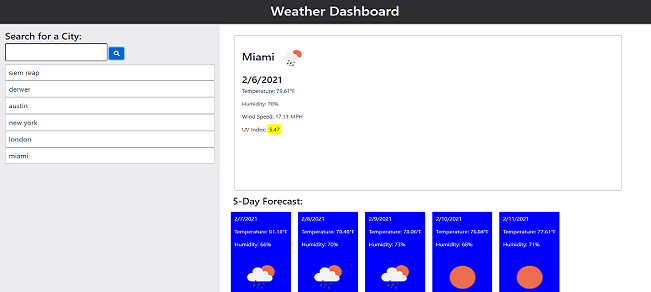 Weather Dashboard
Search for a City:
siem reap
denver
austin
new york
london
miami
Miami
2/6/2021
Temperature: 79.61°F
Humidity: 70%
Wind Speed: 17.11 MPH
UV Index: 5.47
5-Day Forecast:
2/7/2021
Temperature: 81.18°F
Humidity: 66%
2/8/2021
Temperature: 78.48°F
Humidity: 70%
2/9/2021
Temperature: 78.06°F
Humidity: 73%
2/10/2021
Temperature: 76.84°F
Humidity: 68%
2/11/2021
Temperature: 77.61°F
Humidity: 71%